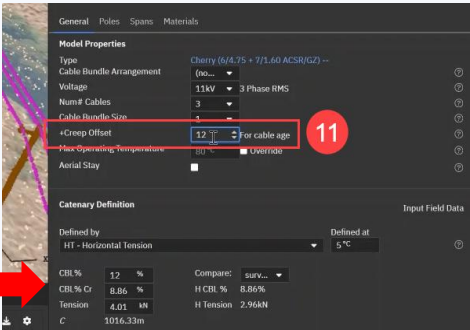 General Poles Spans Materials
Model Properties
Type Cherry (6/4.75 + 7/1.60 ACSR/GZ) --
Cable Bundle Arrangement (no...
Voltage 11kV 3 Phase RMS
Num# Cables 3
Cable Bundle Size 1
+Creep Offset 12 For cable age
11
Max Operating Temperature 80 °C Override
Aerial Stay
Catenary Definition Input Field Data
Defined by Defined at
HT - Horizontal Tension 5 °C
CBL% 12 % Compare: surv...
CBL% Cr 8.86 % H CBL % 8.86%
Tension 4.01 kN H Tension 2.96kN
C 1016.33m